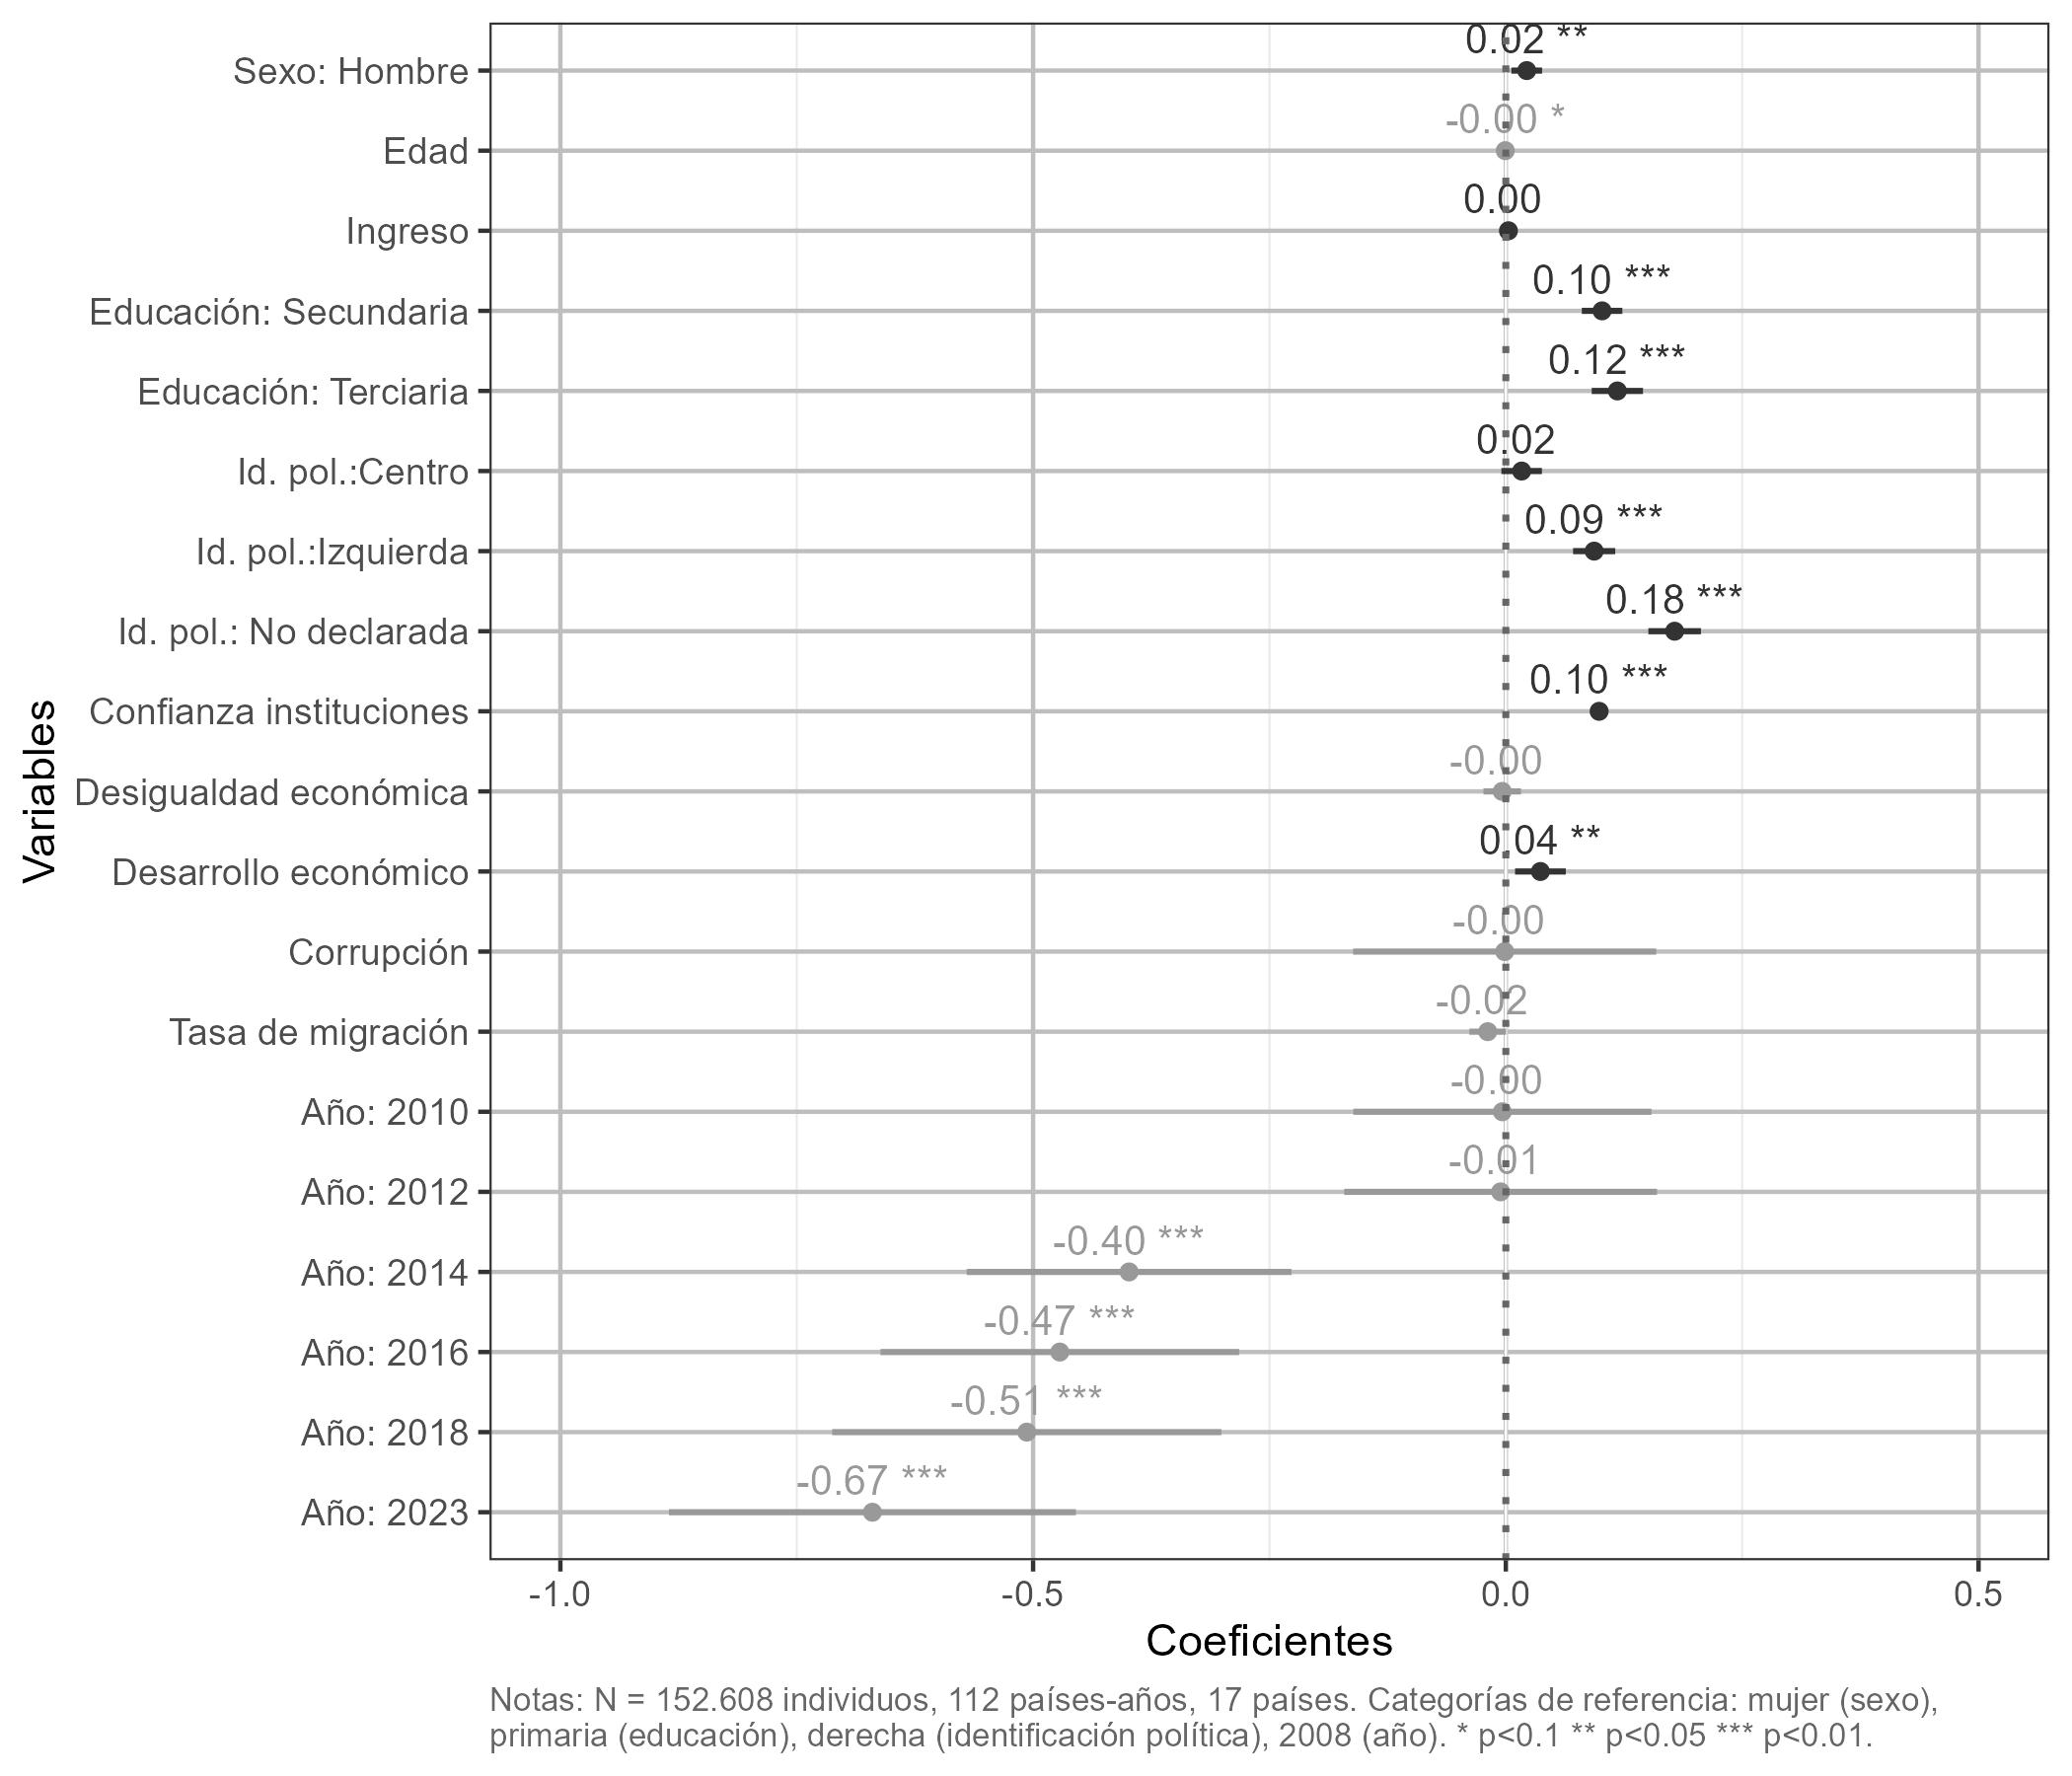 Variables
Sexo: Hombre
0.02 **
Edad
-0.00 *
Ingreso
0.00
Educación: Secundaria
0.10 ***
Educación: Terciaria
0.12 ***
Id. pol.:Centro
0.02
Id. pol.:Izquierda
0.09 ***
Id. pol.: No declarada
0.18 ***
Confianza instituciones
0.10 ***
Desigualdad económica
-0.00
Desarrollo económico
0.04 **
Corrupción
-0.00
Tasa de migración
-0.02
Año: 2010
-0.00
Año: 2012
-0.01
Año: 2014
-0.40 ***
Año: 2016
-0.47 ***
Año: 2018
-0.51 ***
Año: 2023
-0.67 ***
-1.0 -0.5 0.0 0.5
Coeficientes
Notas: N = 152.608 individuos, 112 países-años, 17 países. Categorías de referencia: mujer (sexo),
primaria (educación), derecha (identificación política), 2008 (año). * p<0.1 ** p<0.05 *** p<0.01.